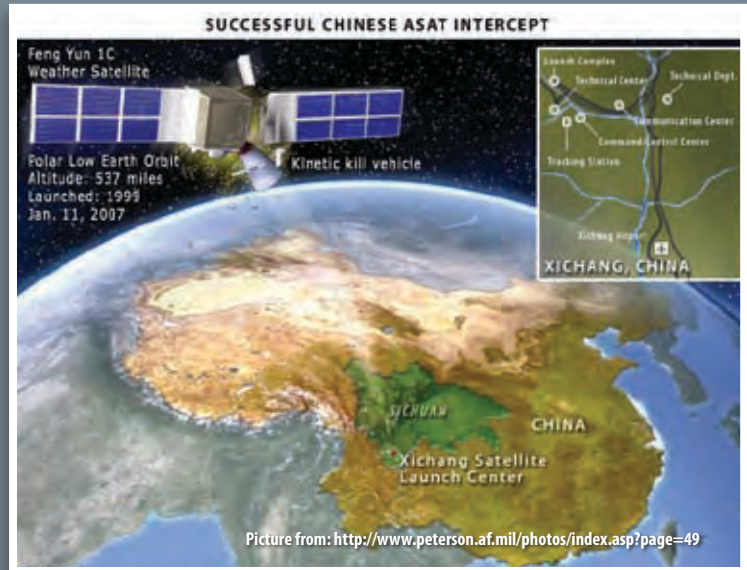 SUCCESSFUL CHINESE ASAT INTERCEPT
Feng Yun 1C
Weather Satellite
Polar Low Earth Orbit
Altitude: 537 miles
Launched: 1999
Jan. 11, 2007
Kinetic kill vehicle
Launch Complex
Technical Center
Technical Dept.
Communication Center
Command Control Center
Tracking Station
Xichang Airport
XICHANG, CHINA
SICHUAN
CHINA
Xichang Satellite
Launch Center
Picture from: http://www.peterson.af.mil/photos/index.asp?page=49